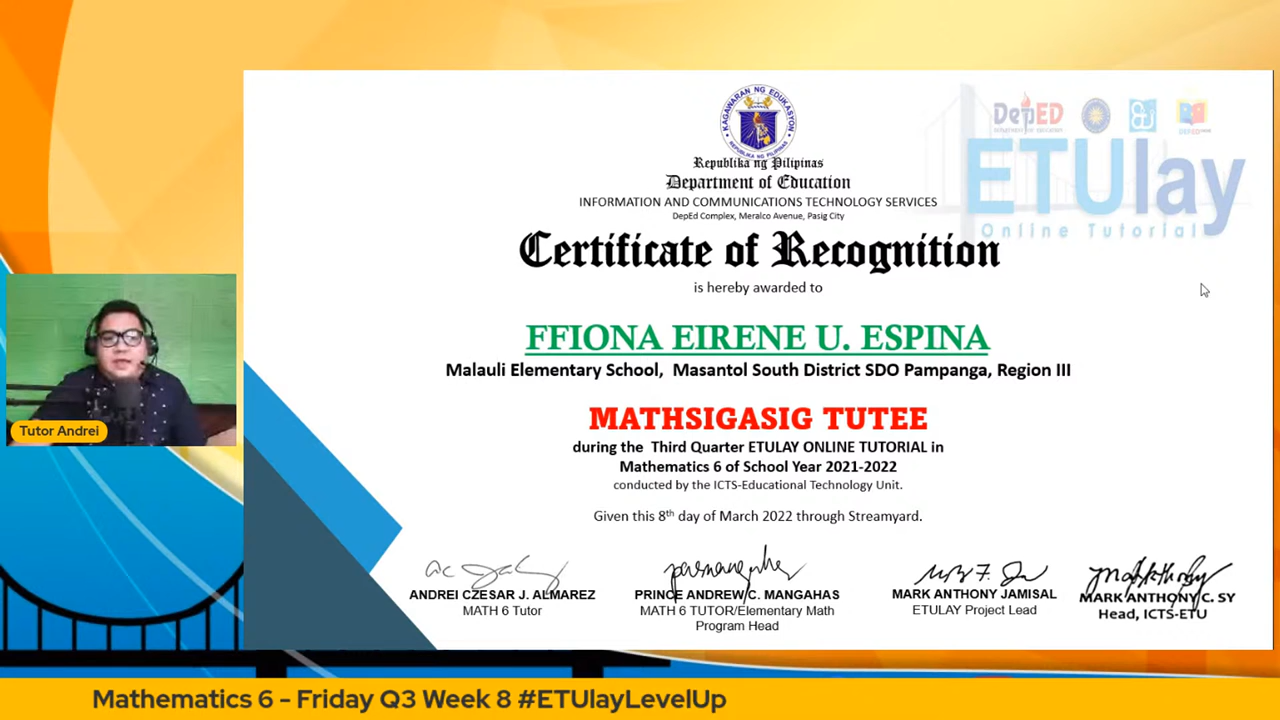 KAGAWARAN NG EDUKASYON
REPUBLIKA NG PILIPINAS
Republika ng Pilipinas
Department of Education
INFORMATION AND COMMUNICATIONS TECHNOLOGY SERVICES
DepEd Complex, Meralco Avenue, Pasig City
DepED
DEPARTMENT OF EDUCATION
ETUlay
Online Tutorial
Certificate of Recognition
is hereby awarded to
FFIONA EIRENE U. ESPINA
Malauli Elementary School, Masantol South District SDO Pampanga, Region III
MATHSIGASIG TUTEE
during the Third Quarter ETULAY ONLINE TUTORIAL in
Mathematics 6 of School Year 2021-2022
conducted by the ICTS-Educational Technology Unit.
Given this 8th day of March 2022 through Streamyard.
ANDREI CZESAR J. ALMAREZ
MATH 6 Tutor
PRINCE ANDREW C. MANGAHAS
MATH 6 TUTOR/Elementary Math
Program Head
MARK ANTHONY JAMISAL
ETULAY Project Lead
MARK ANTHONY C. SY
Head, ICTS-ETU
Tutor Andrei
Mathematics 6 - Friday Q3 Week 8 #ETUlayLevelUp